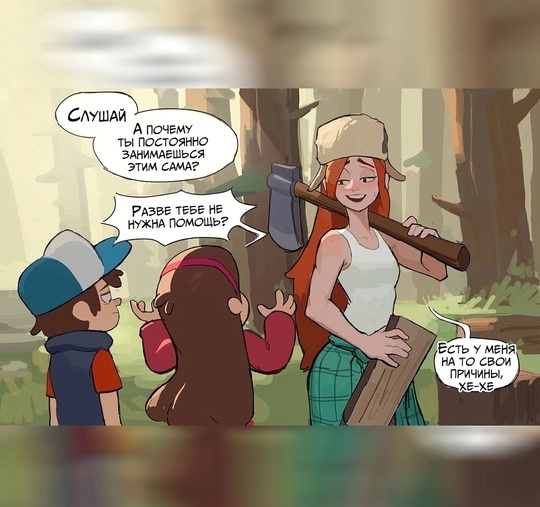 Слушай
А почему
ты постоянно
занимаешься
этим сама?
Разве тебе не
нужна помощь?
Есть у меня
на то свои
причины,
хе-хе